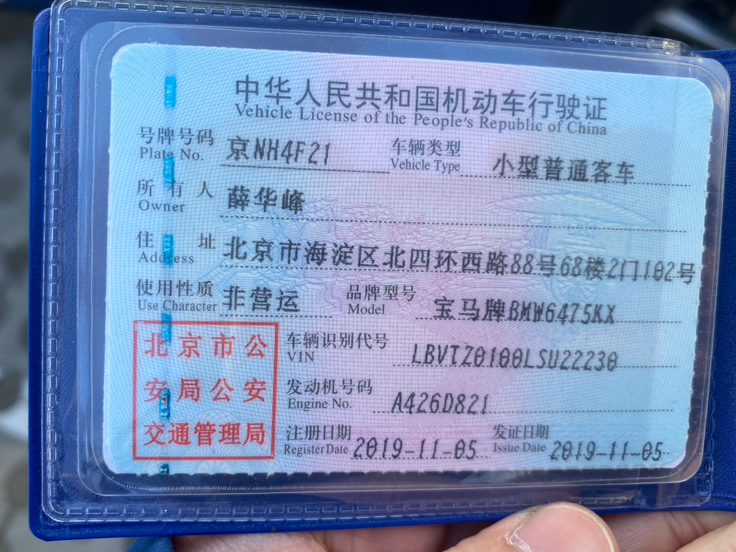 中华人民共和国机动车行驶证
Vehicle License of the People's Republic of China
号牌号码 京NH4F21 车辆类型 小型普通客车
Plate No. Vehicle Type
所有人 薛华峰
Owner
住址 北京市海淀区北四环西路88号68楼2门102号
Address
使用性质 非营运 品牌型号 宝马牌BMW6475KX
Use Character Model
北京市公安局公安交通管理局
车辆识别代号 LBVTZ0100LSU22230
VIN
发动机号码 A426D821
Engine No.
注册日期 2019-11-05 发证日期 2019-11-05
Register Date Issue Date